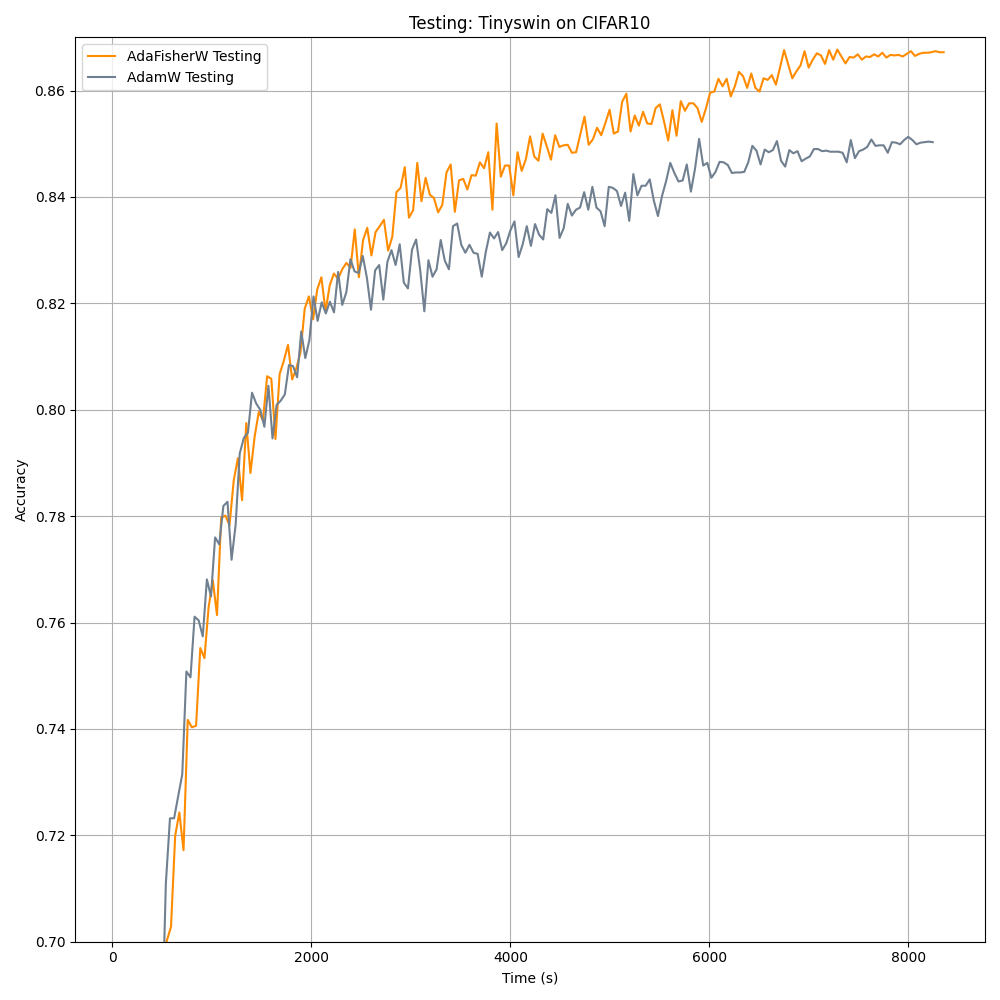 Testing: Tinyswin on CIFAR10
AdaFisherW Testing
AdamW Testing
0.86
0.84
0.82
0.80
0.78
0.76
0.74
0.72
0.70
Accuracy
0 2000 4000 6000 8000
Time (s)